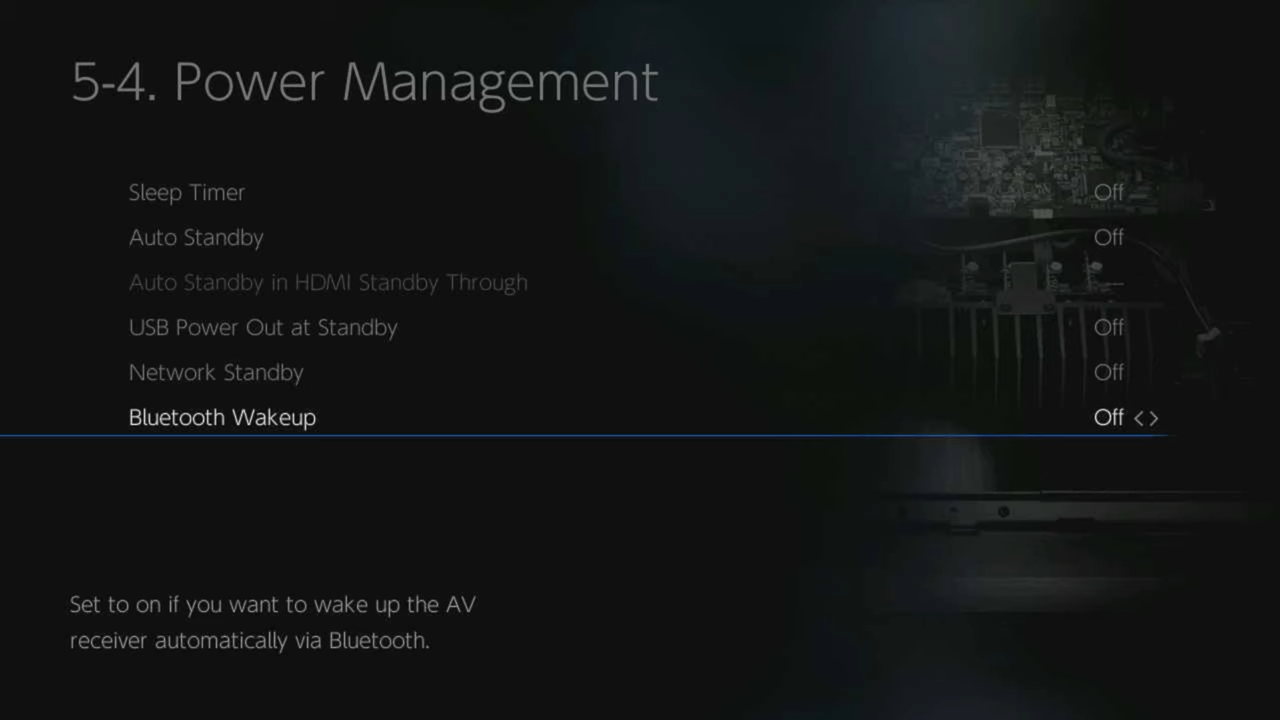 5-4. Power Management
Sleep Timer Off
Auto Standby Off
Auto Standby in HDMI Standby Through ---
USB Power Out at Standby Off
Network Standby Off
Bluetooth Wakeup Off < >
Set to on if you want to wake up the AV
receiver automatically via Bluetooth.